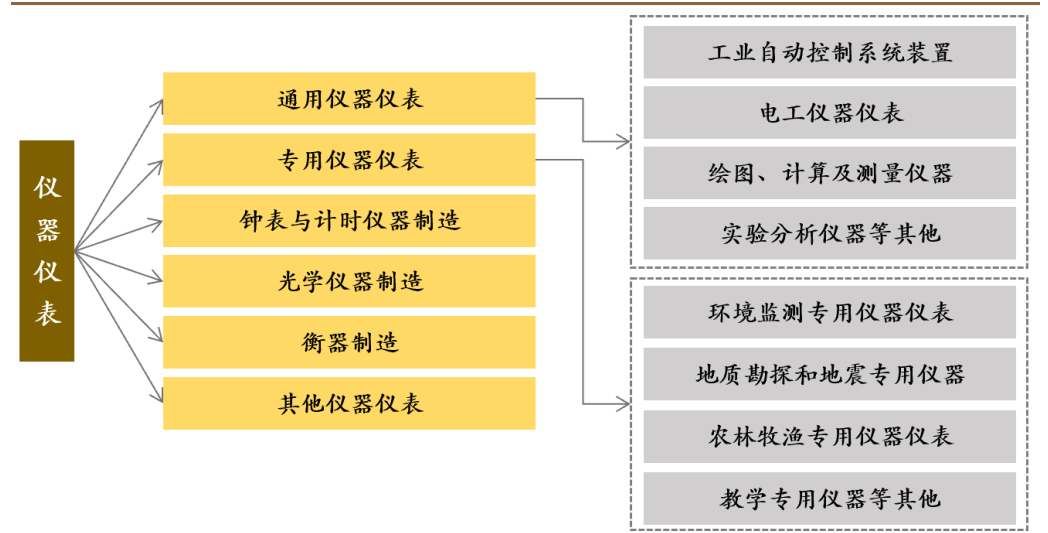 仪器仪表
通用仪器仪表
专用仪器仪表
钟表与计时仪器制造
光学仪器制造
衡器制造
其他仪器仪表
工业自动控制系统装置
电工仪器仪表
绘图、计算及测量仪器
实验分析仪器等其他
环境监测专用仪器仪表
地质勘探和地震专用仪器
农林牧渔专用仪器仪表
教学专用仪器等其他